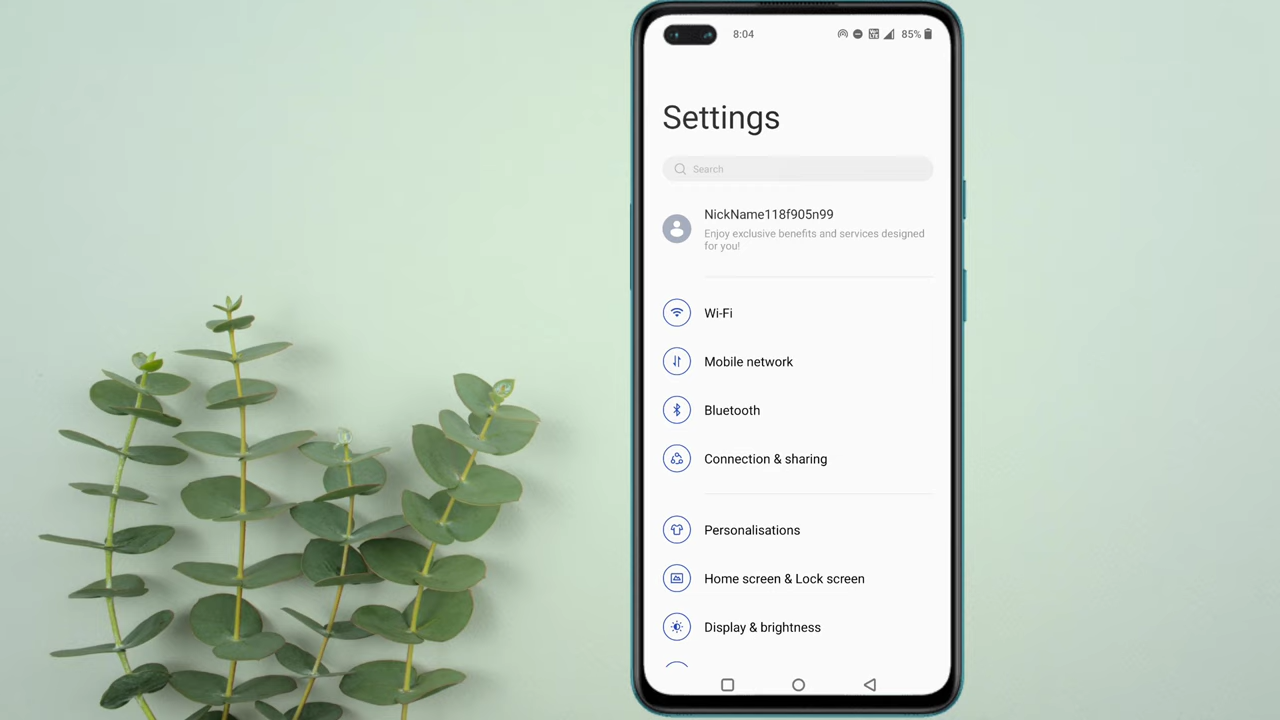 8:04
85%
Settings
Search
NickName118f905n99
Enjoy exclusive benefits and services designed
for you!
Wi-Fi
Mobile network
Bluetooth
Connection & sharing
Personalisations
Home screen & Lock screen
Display & brightness